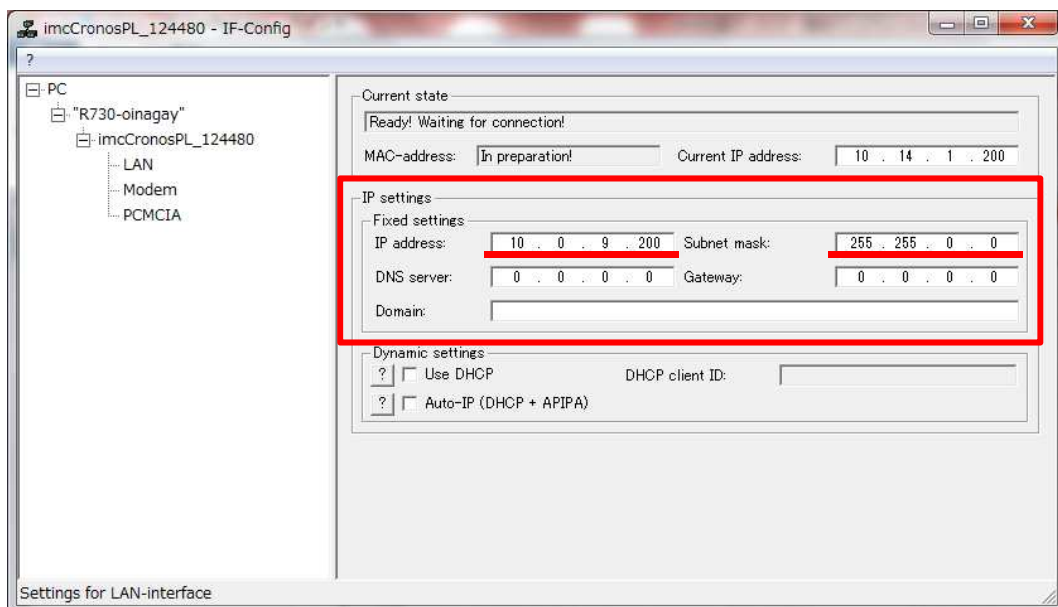 imcCronosPL_124480 - IF-Config
?
PC
"R730-oinagay"
imcCronosPL_124480
LAN
Modem
PCMCIA
Current state
Ready! Waiting for connection!
MAC-address: In preparation! Current IP address: 10 . 14 . 1 . 200
IP settings
Fixed settings
IP address: 10 . 0 . 9 . 200 Subnet mask: 255 . 255 . 0 . 0
DNS server: 0 . 0 . 0 . 0 Gateway: 0 . 0 . 0 . 0
Domain:
Dynamic settings
? Use DHCP DHCP client ID:
? Auto-IP (DHCP + APIPA)
Settings for LAN-interface